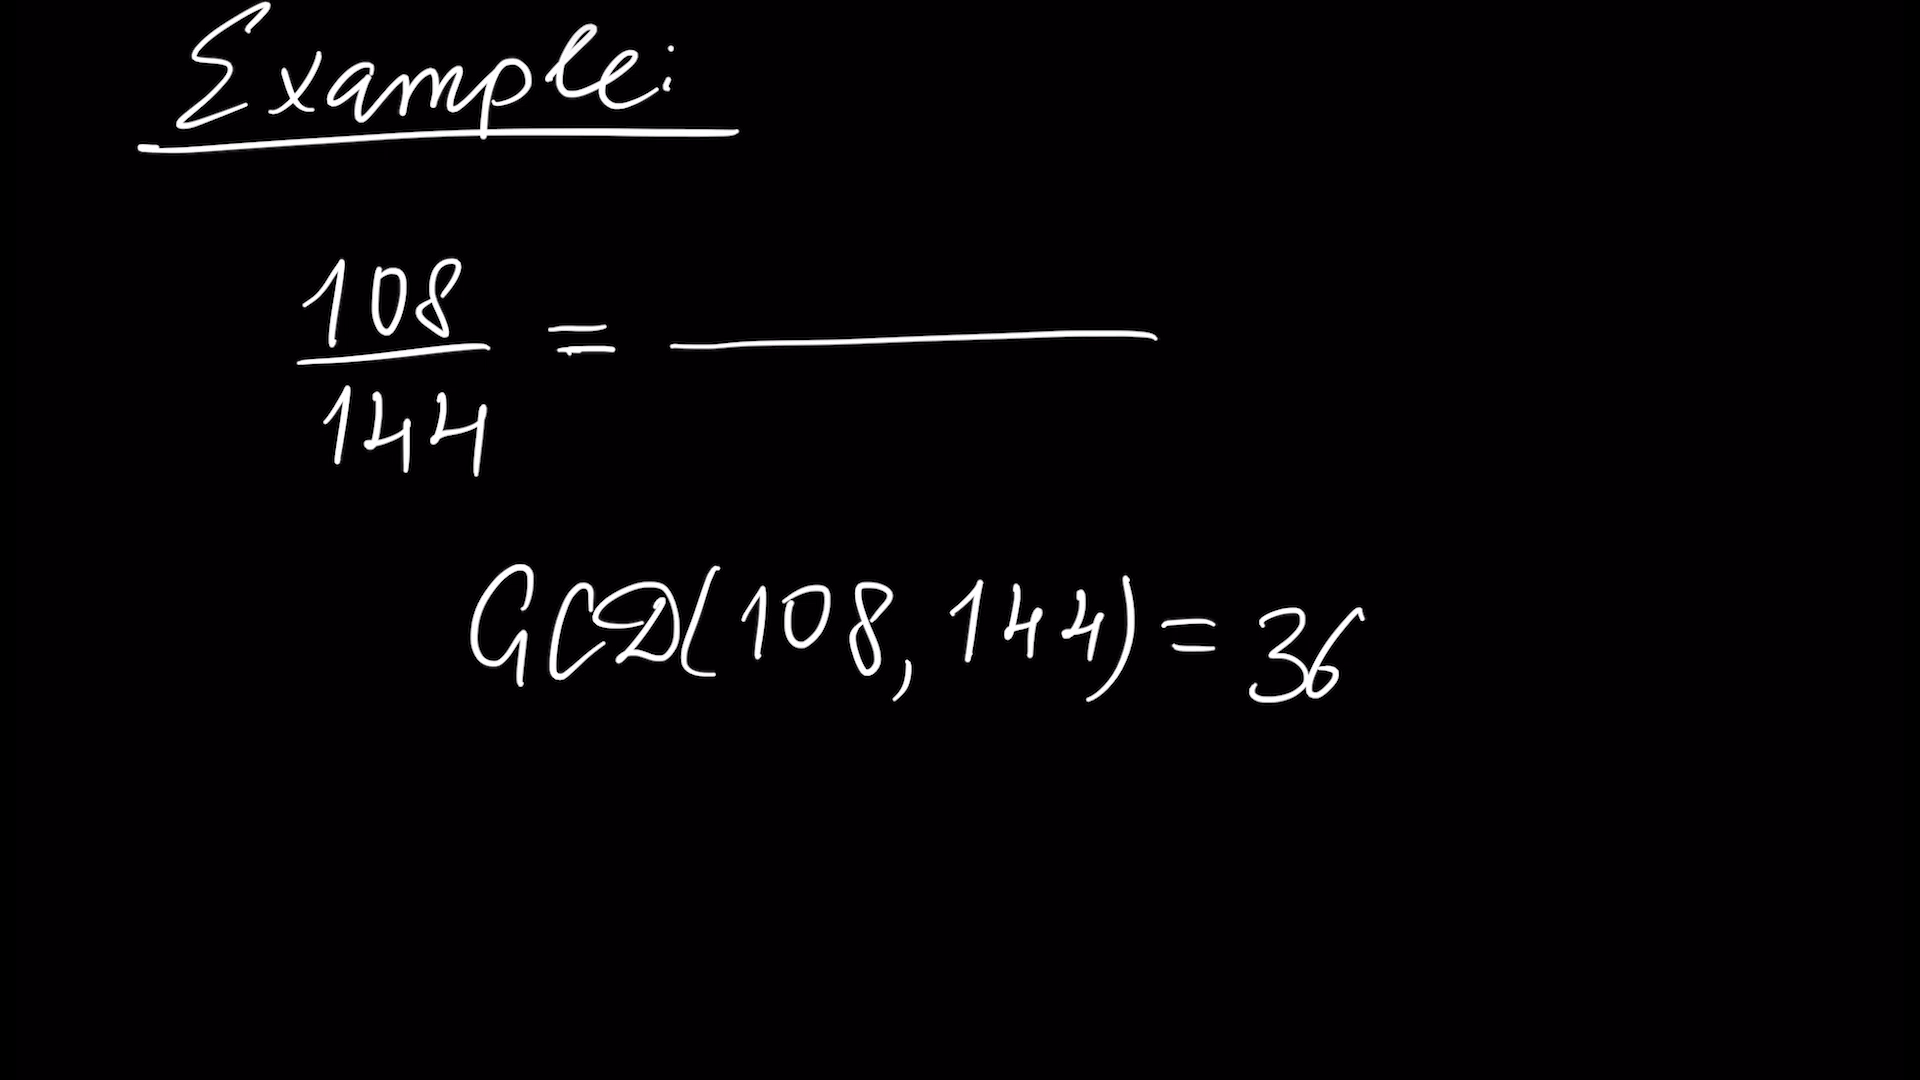 Example:
108
144
=
GCD(108, 144) = 36